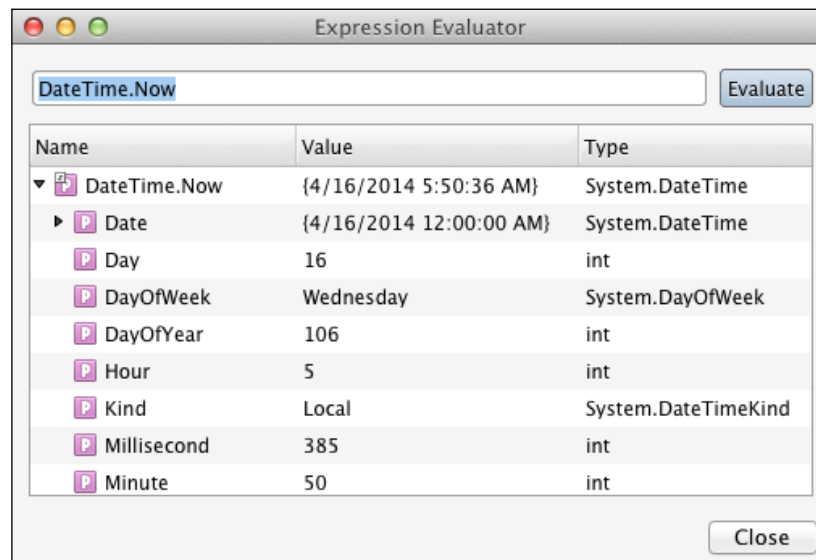 Expression Evaluator
DateTime.Now Evaluate
Name Value Type
DateTime.Now {4/16/2014 5:50:36 AM} System.DateTime
P Date {4/16/2014 12:00:00 AM} System.DateTime
P Day 16 int
P DayOfWeek Wednesday System.DayOfWeek
P DayOfYear 106 int
P Hour 5 int
P Kind Local System.DateTimeKind
P Millisecond 385 int
P Minute 50 int
Close